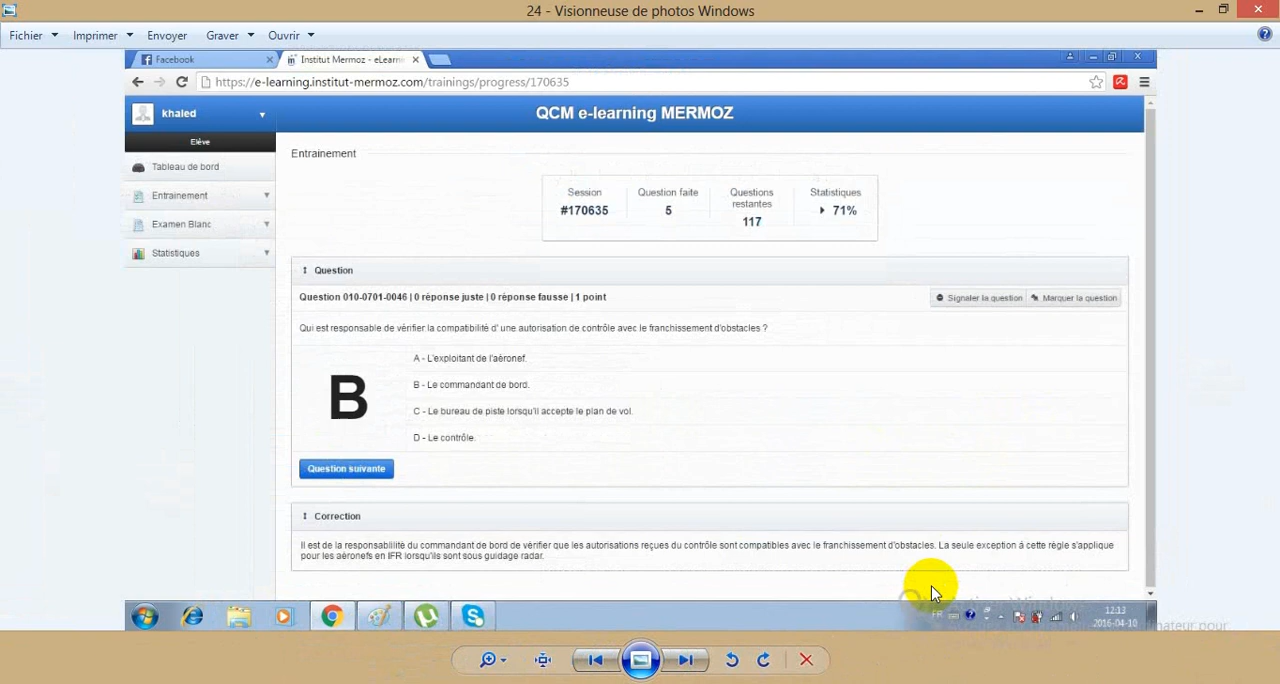 24 - Visionneuse de photos Windows
Fichier Imprimer Envoyer Graver Ouvrir
Facebook Institut Mermoz - eLearni
https://e-learning.institut-mermoz.com/trainings/progress/170635
khaled
QCM e-learning MERMOZ
Elève
Tableau de bord
Entrainement
Examen Blanc
Statistiques
Entrainement
Session Question faite Questions restantes Statistiques
#170635 5 117 71%
Question
Question 010-0701-0046 | 0 réponse juste | 0 réponse fausse | 1 point
Signaler la question Marquer la question
Qui est responsable de vérifier la compatibilité d' une autorisation de contrôle avec le franchissement d'obstacles ?
B
A - L'exploitant de l'aéronef.
B - Le commandant de bord.
C - Le bureau de piste lorsqu'il accepte le plan de vol.
D - Le contrôle.
Question suivante
Correction
Il est de la responsabililité du commandant de bord de vérifier que les autorisations reçues du contrôle sont compatibles avec le franchissement d'obstacles. La seule exception à cette règle s'applique
pour les aéronefs en IFR lorsqu'ils sont sous guidage radar.
FR
12:13
2016-04-10